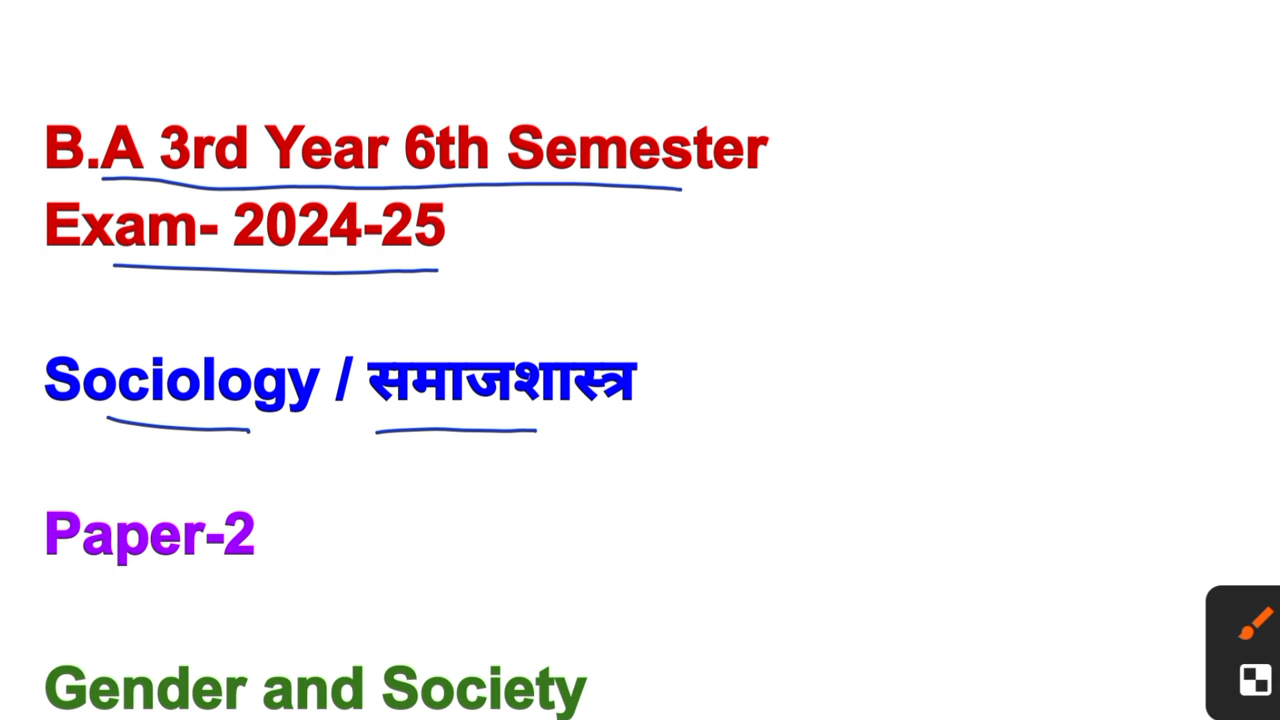 B.A 3rd Year 6th Semester
Exam- 2024-25
Sociology / समाजशास्त्र
Paper-2
Gender and Society